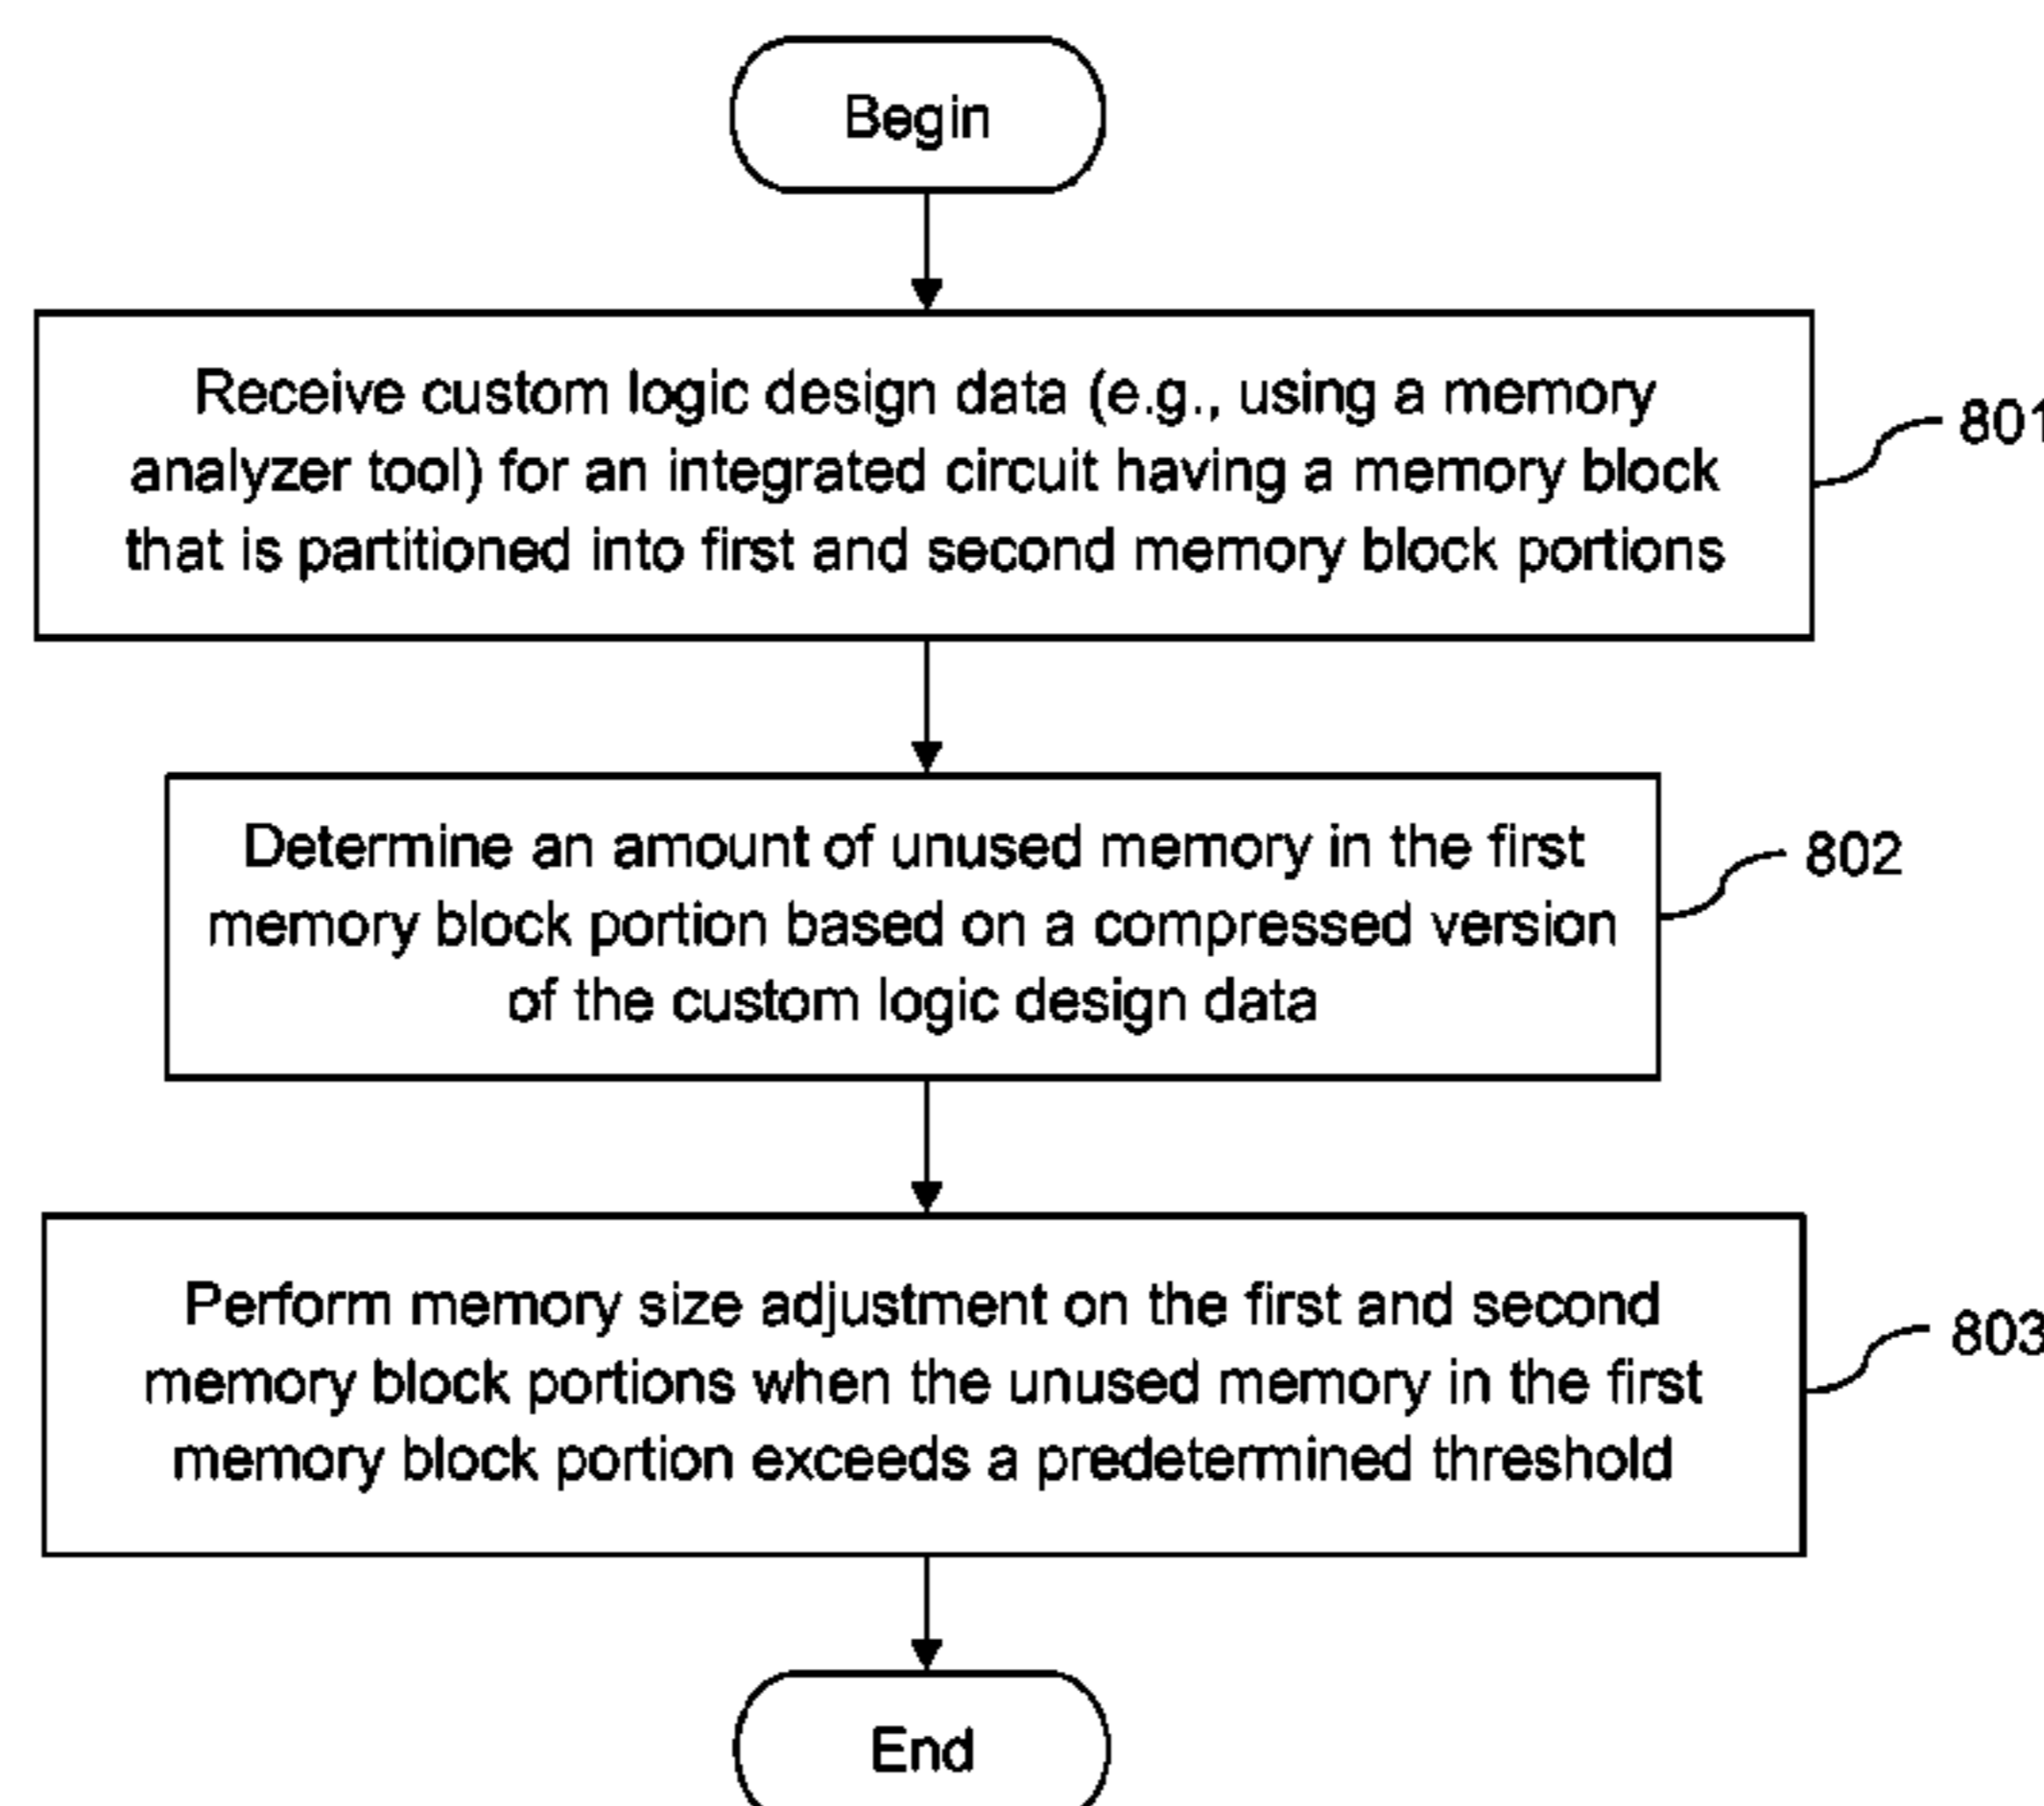 Begin
Receive custom logic design data (e.g., using a memory
analyzer tool) for an integrated circuit having a memory block
that is partitioned into first and second memory block portions
801
Determine an amount of unused memory in the first
memory block portion based on a compressed version
of the custom logic design data
802
Perform memory size adjustment on the first and second
memory block portions when the unused memory in the first
memory block portion exceeds a predetermined threshold
803
End